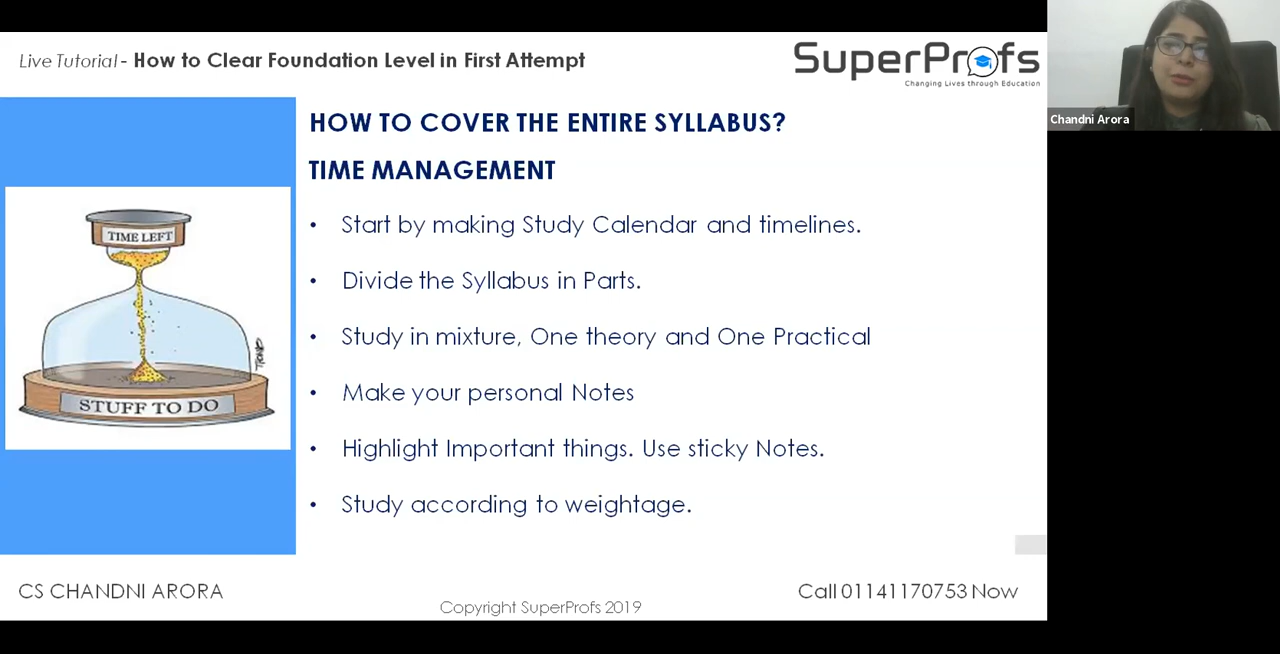 Live Tutorial - How to Clear Foundation Level in First Attempt
SuperProfs
Changing Lives through Education
Chandni Arora
HOW TO COVER THE ENTIRE SYLLABUS?
TIME MANAGEMENT
TIME LEFT
STUFF TO DO
• Start by making Study Calendar and timelines.
• Divide the Syllabus in Parts.
• Study in mixture, One theory and One Practical
• Make your personal Notes
• Highlight Important things. Use sticky Notes.
• Study according to weightage.
CS CHANDNI ARORA
Copyright SuperProfs 2019
Call 01141170753 Now